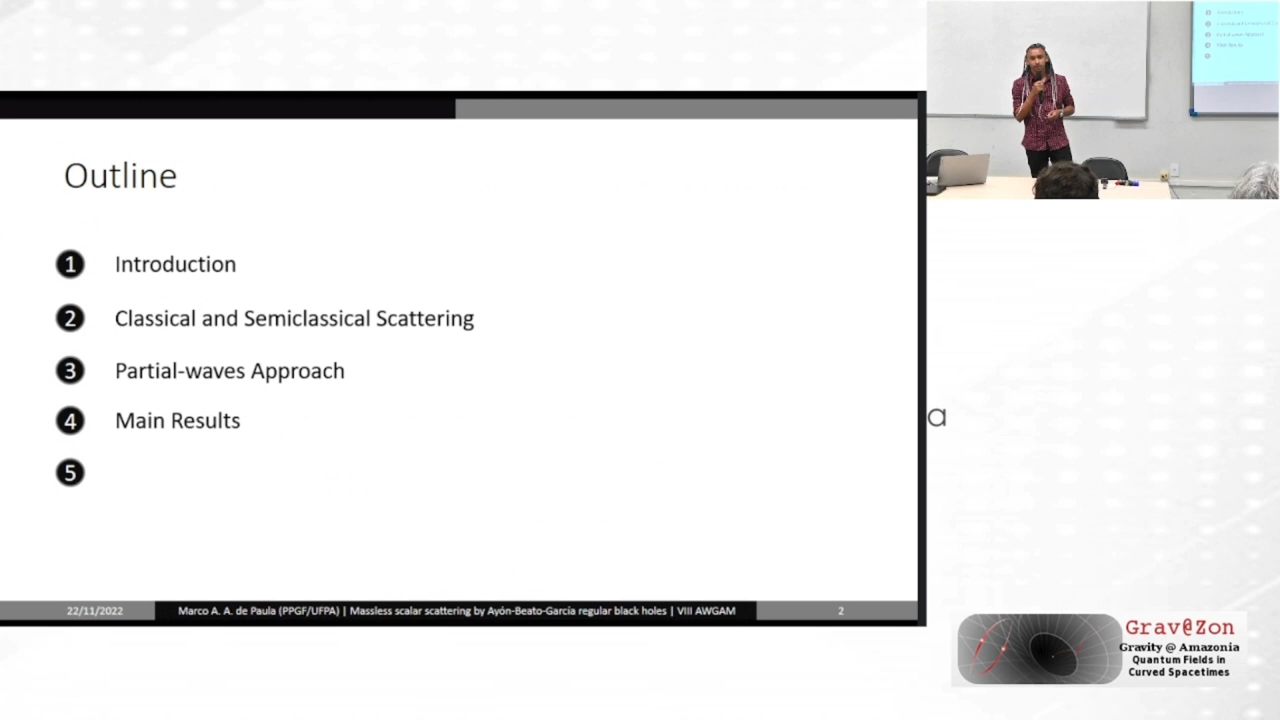 Outline
1 Introduction
2 Classical and Semiclassical Scattering
3 Partial-waves Approach
4 Main Results
5
22/11/2022 Marco A. A. de Paula (PPGF/UFPA) | Massless scalar scattering by Ayón-Beato-García regular black holes | VIII AWGAM 2
a
Grav@Zon
Gravity @ Amazonia
Quantum Fields in
Curved Spacetimes